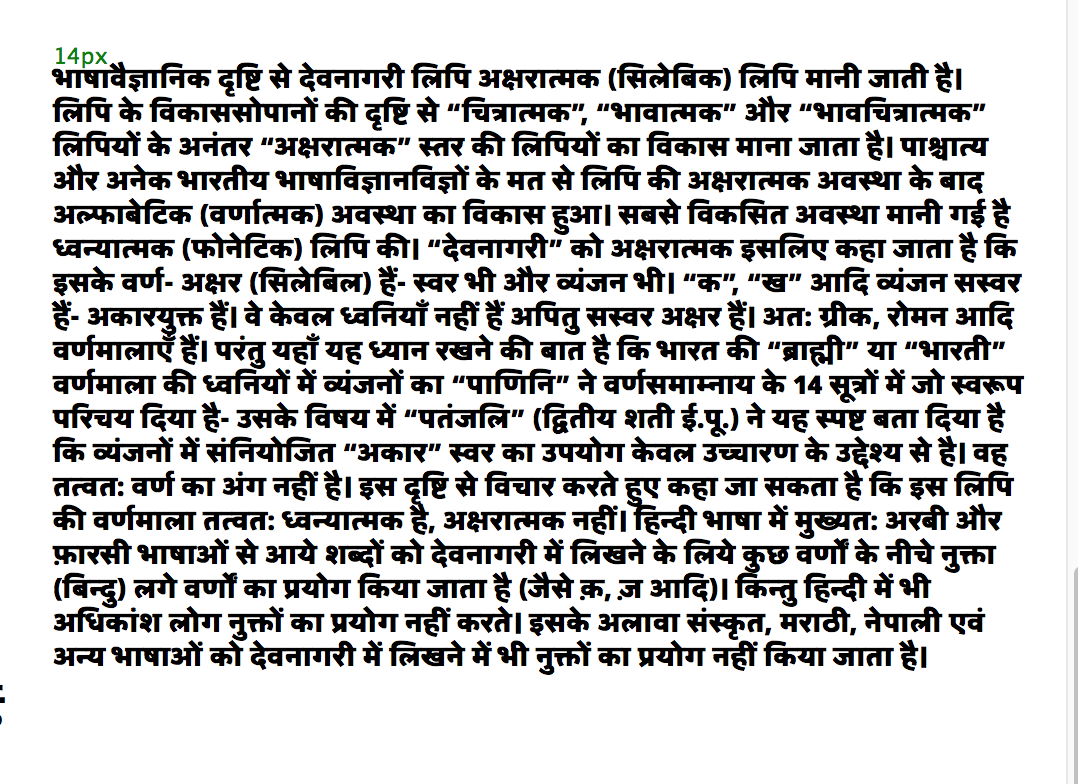 14px
भाषावैज्ञानिक दृष्टि से देवनागरी लिपि अक्षरात्मक (सिलेबिक) लिपि मानी जाती है।
लिपि के विकाससोपानों की दृष्टि से “चित्रात्मक”, “भावात्मक” और “भावचित्रात्मक”
लिपियों के अनंतर “अक्षरात्मक” स्तर की लिपियों का विकास माना जाता है। पाश्चात्य
और अनेक भारतीय भाषाविज्ञानविज्ञों के मत से लिपि की अक्षरात्मक अवस्था के बाद
अल्फाबेटिक (वर्णात्मक) अवस्था का विकास हुआ। सबसे विकसित अवस्था मानी गई है
ध्वन्यात्मक (फोनेटिक) लिपि की। “देवनागरी” को अक्षरात्मक इसलिए कहा जाता है कि
इसके वर्ण- अक्षर (सिलेबिल) हैं- स्वर भी और व्यंजन भी। “क”, “ख” आदि व्यंजन सस्वर
हैं- अकारयुक्त हैं। वे केवल ध्वनियाँ नहीं हैं अपितु सस्वर अक्षर हैं। अत: ग्रीक, रोमन आदि
वर्णमालाएँ हैं। परंतु यहाँ यह ध्यान रखने की बात है कि भारत की “ब्राह्मी” या “भारती”
वर्णमाला की ध्वनियों में व्यंजनों का “पाणिनि” ने वर्णसमाम्नाय के 14 सूत्रों में जो स्वरूप
परिचय दिया है- उसके विषय में “पतंजलि” (द्वितीय शती ई.पू.) ने यह स्पष्ट बता दिया है
कि व्यंजनों में संनियोजित “अकार” स्वर का उपयोग केवल उच्चारण के उद्देश्य से है। वह
तत्वत: वर्ण का अंग नहीं है। इस दृष्टि से विचार करते हुए कहा जा सकता है कि इस लिपि
की वर्णमाला तत्वत: ध्वन्यात्मक है, अक्षरात्मक नहीं। हिन्दी भाषा में मुख्यत: अरबी और
फ़ारसी भाषाओं से आये शब्दों को देवनागरी में लिखने के लिये कुछ वर्णों के नीचे नुक्ता
(बिन्दु) लगे वर्णों का प्रयोग किया जाता है (जैसे क़, ज़ आदि)। किन्तु हिन्दी में भी
अधिकांश लोग नुक्तों का प्रयोग नहीं करते। इसके अलावा संस्कृत, मराठी, नेपाली एवं
अन्य भाषाओं को देवनागरी में लिखने में भी नुक्तों का प्रयोग नहीं किया जाता है।